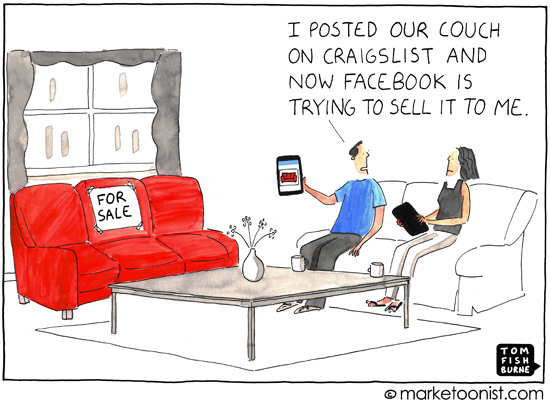 I POSTED OUR COUCH
ON CRAIGSLIST AND
NOW FACEBOOK IS
TRYING TO SELL IT TO ME.
FOR
SALE
TOM
FISH
BURNE
© marketoonist.com